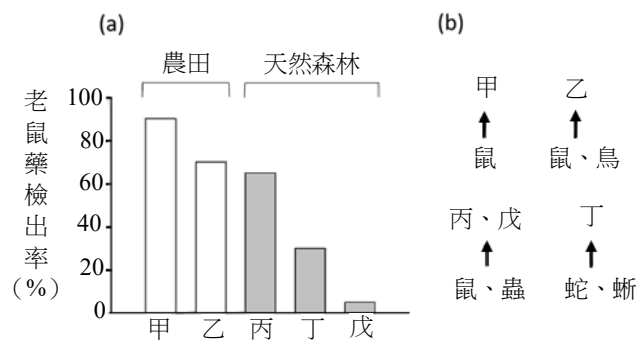 (a)
農田 天然森林
老鼠藥檢出率(%)
100
80
60
40
20
0
甲 乙 丙 丁 戊
(b)
甲 乙
鼠 鼠、鳥
丙、戊 丁
鼠、蟲 蛇、蜥